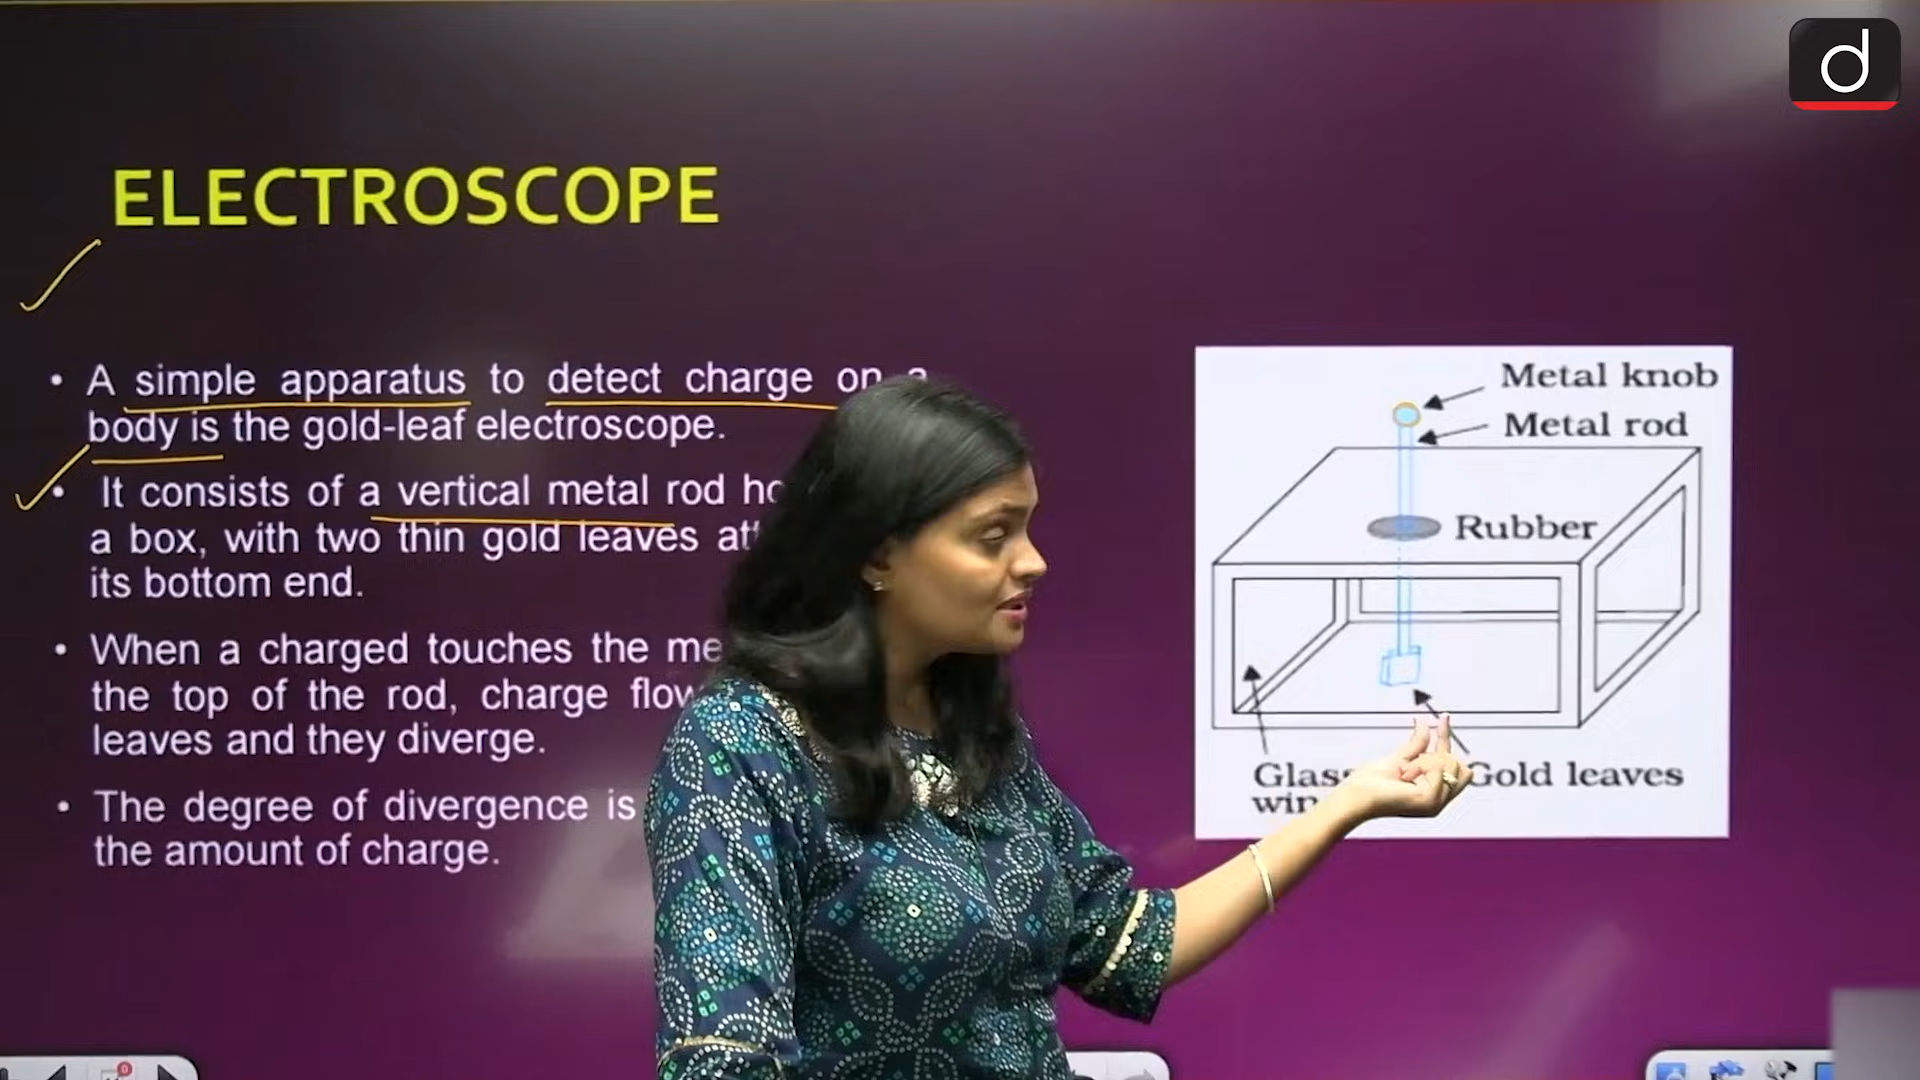 d
ELECTROSCOPE
• A simple apparatus to detect charge on a
body is the gold-leaf electroscope.
• It consists of a vertical metal rod
a box, with two thin gold leaves
its bottom end.
• When a charged touches the
the top of the rod, charge
leaves and they diverge.
• The degree of divergence is
the amount of charge.
Metal knob
Metal rod
Rubber
Glass
Gold leaves
0